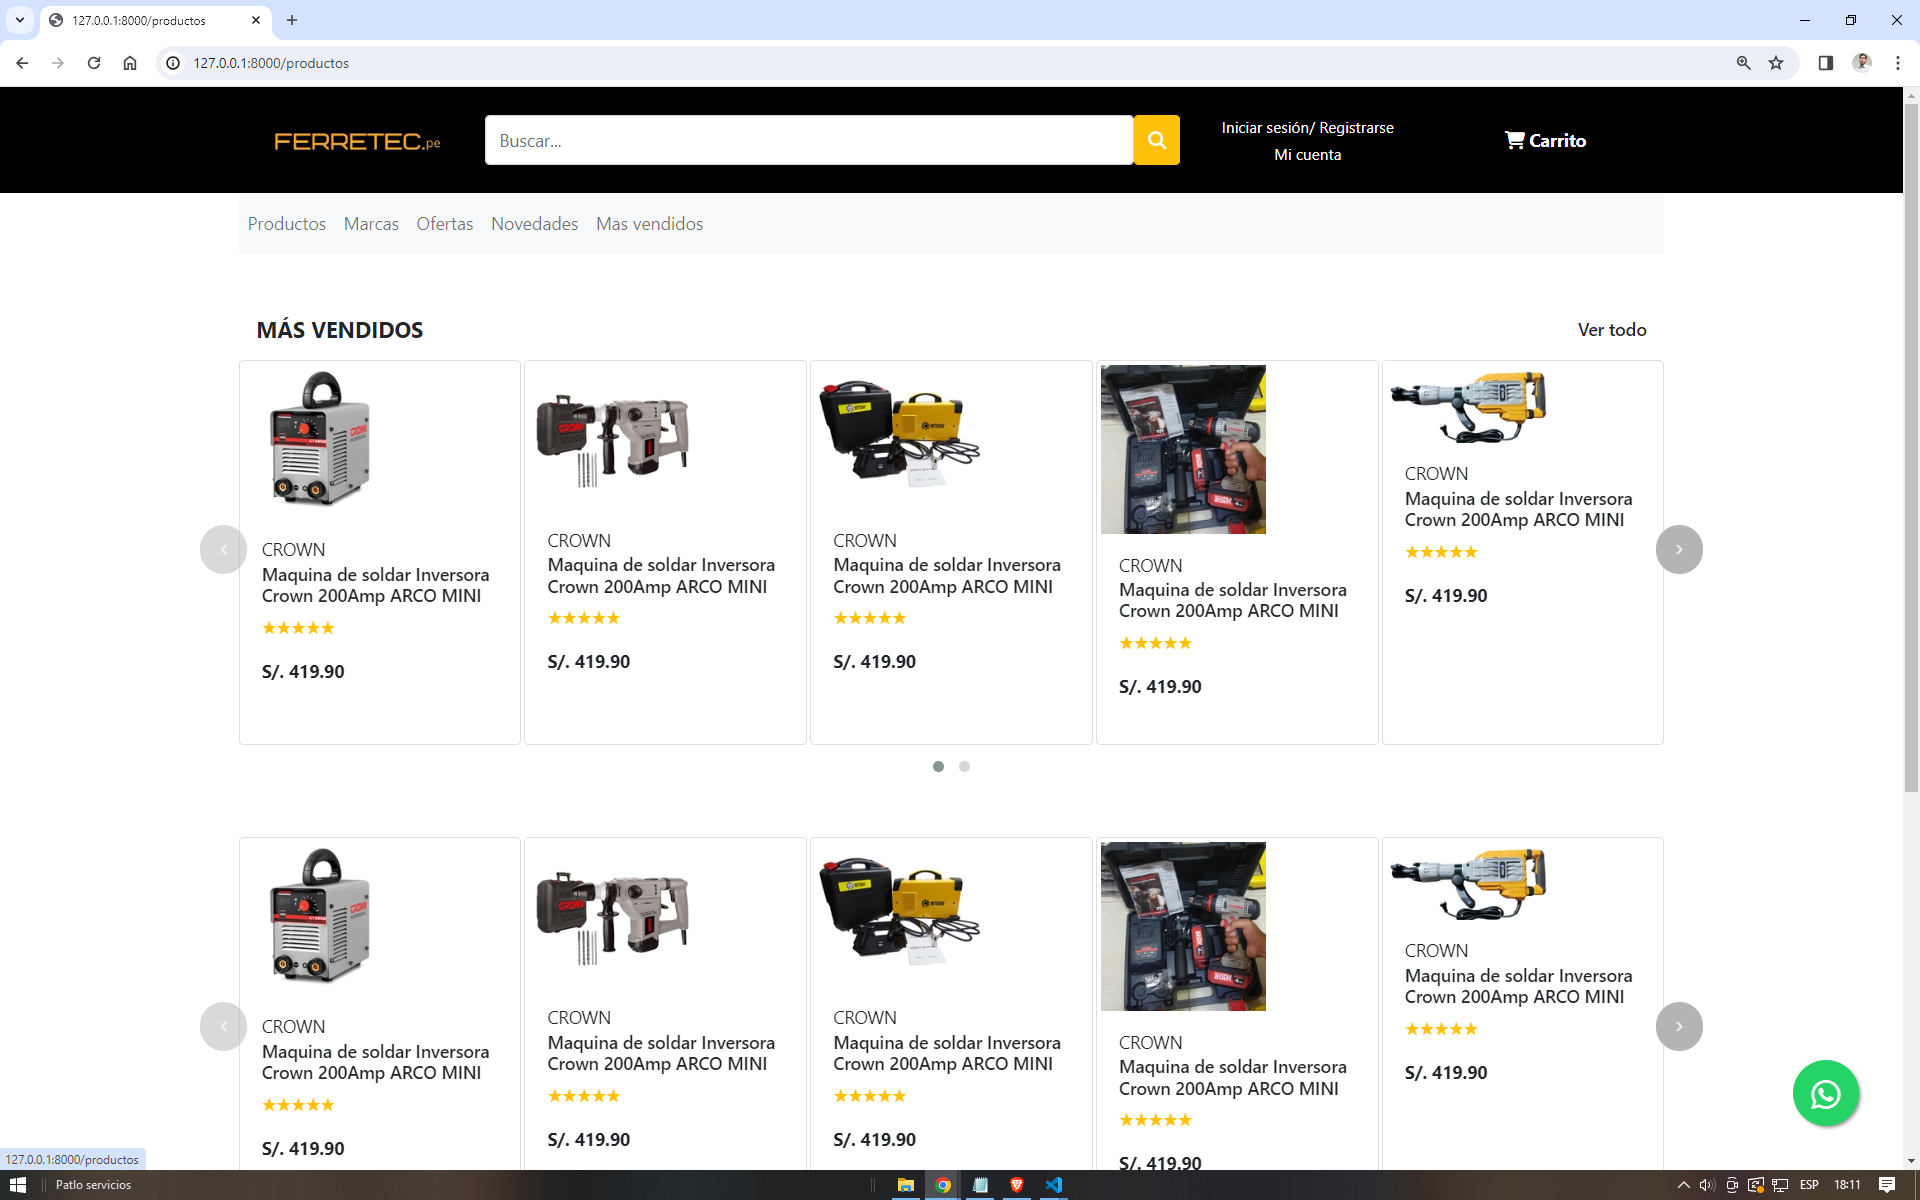 127.0.0.1:8000/productos
127.0.0.1:8000/productos
FERRETEC.pe
Buscar...
Iniciar sesión/ Registrarse
Mi cuenta
Carrito
Productos Marcas Ofertas Novedades Mas vendidos
MÁS VENDIDOS
Ver todo
CROWN
Maquina de soldar Inversora
Crown 200Amp ARCO MINI
★★★★★
S/. 419.90
CROWN
Maquina de soldar Inversora
Crown 200Amp ARCO MINI
★★★★★
S/. 419.90
CROWN
Maquina de soldar Inversora
Crown 200Amp ARCO MINI
★★★★★
S/. 419.90
CROWN
Maquina de soldar Inversora
Crown 200Amp ARCO MINI
★★★★★
S/. 419.90
CROWN
Maquina de soldar Inversora
Crown 200Amp ARCO MINI
★★★★★
S/. 419.90
CROWN
Maquina de soldar Inversora
Crown 200Amp ARCO MINI
★★★★★
S/. 419.90
CROWN
Maquina de soldar Inversora
Crown 200Amp ARCO MINI
★★★★★
S/. 419.90
CROWN
Maquina de soldar Inversora
Crown 200Amp ARCO MINI
★★★★★
S/. 419.90
CROWN
Maquina de soldar Inversora
Crown 200Amp ARCO MINI
★★★★★
S/. 419.90
CROWN
Maquina de soldar Inversora
Crown 200Amp ARCO MINI
★★★★★
S/. 419.90
127.0.0.1:8000/productos
Patlo servicios
ESP
18:11